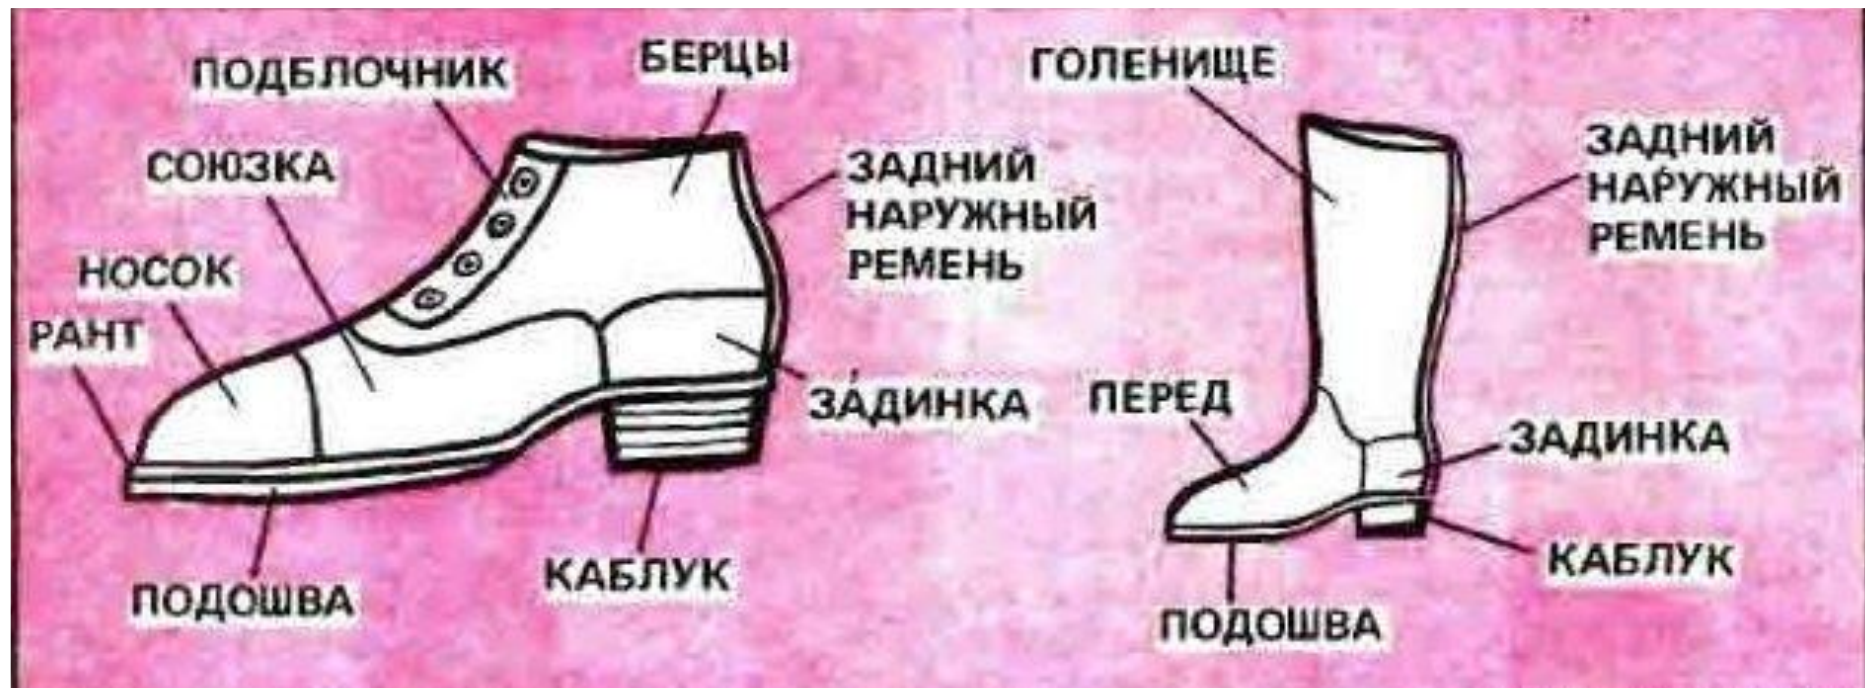 ПОДБЛОЧНИК
БЕРЦЫ
СОЮЗКА
ЗАДНИЙ
НАРУЖНЫЙ
РЕМЕНЬ
НОСОК
РАНТ
ЗАДИНКА
ПОДОШВА
КАБЛУК
ГОЛЕНИЩЕ
ЗАДНИЙ
НАРУЖНЫЙ
РЕМЕНЬ
ПЕРЕД
ЗАДИНКА
КАБЛУК
ПОДОШВА